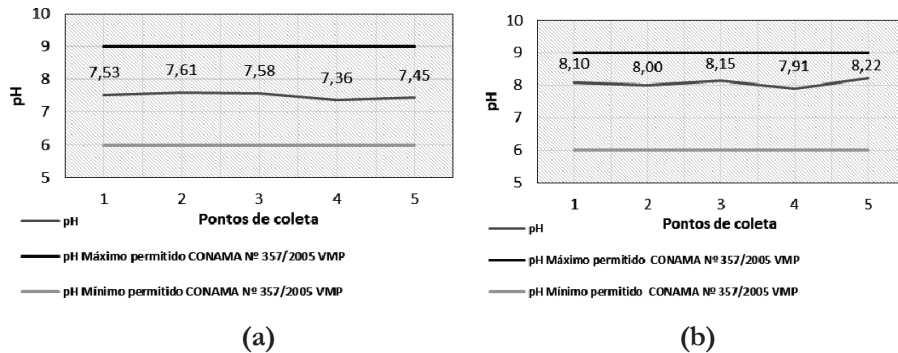 10
9
8
7
6
5
pH
7,53 7,61 7,58 7,36 7,45
1 2 3 4 5
Pontos de coleta
pH
pH Máximo permitido CONAMA Nº 357/2005 VMP
pH Mínimo permitido CONAMA Nº 357/2005 VMP
(a)
10
9
8
7
6
5
pH
8,10 8,00 8,15 7,91 8,22
1 2 3 4 5
Pontos de coleta
pH
pH Máximo permitido CONAMA Nº 357/2005 VMP
pH Mínimo permitido CONAMA Nº 357/2005 VMP
(b)